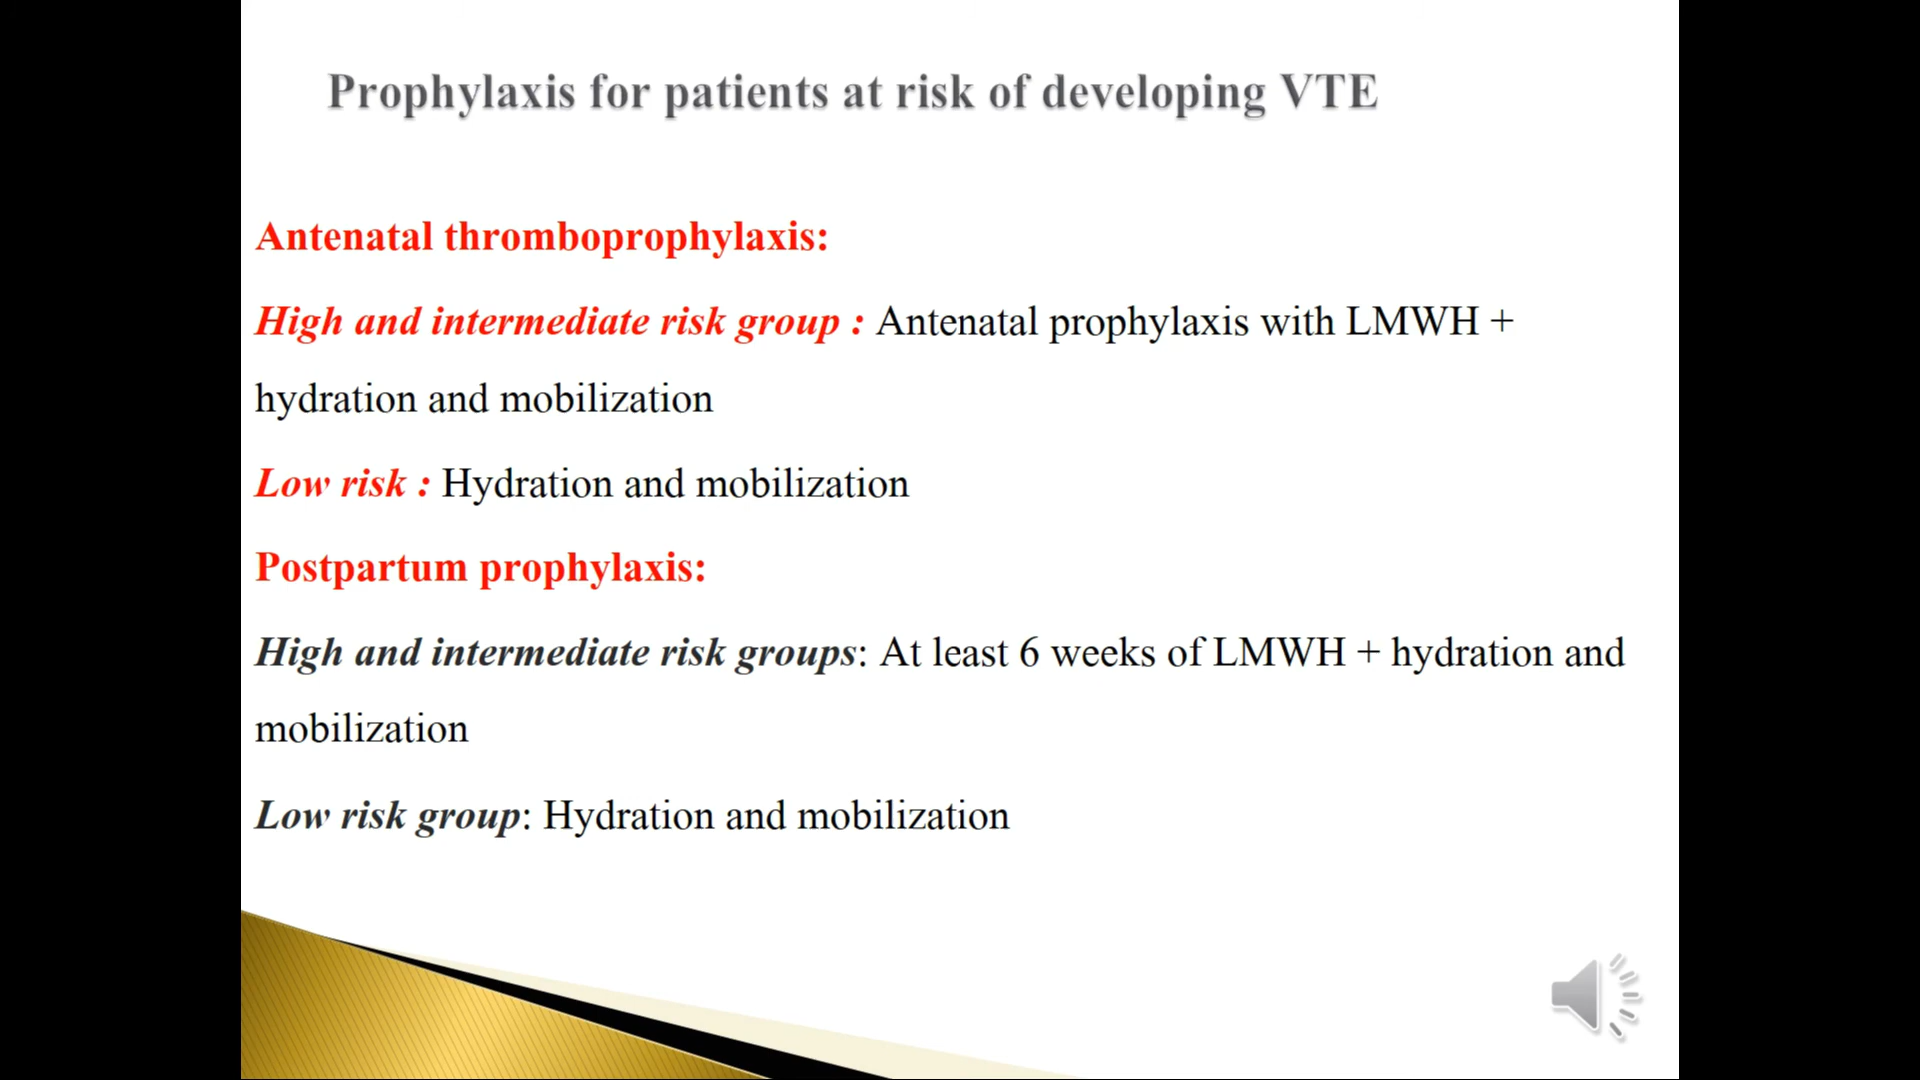 Prophylaxis for patients at risk of developing VTE
Antenatal thromboprophylaxis:
High and intermediate risk group : Antenatal prophylaxis with LMWH +
hydration and mobilization
Low risk : Hydration and mobilization
Postpartum prophylaxis:
High and intermediate risk groups: At least 6 weeks of LMWH + hydration and
mobilization
Low risk group: Hydration and mobilization